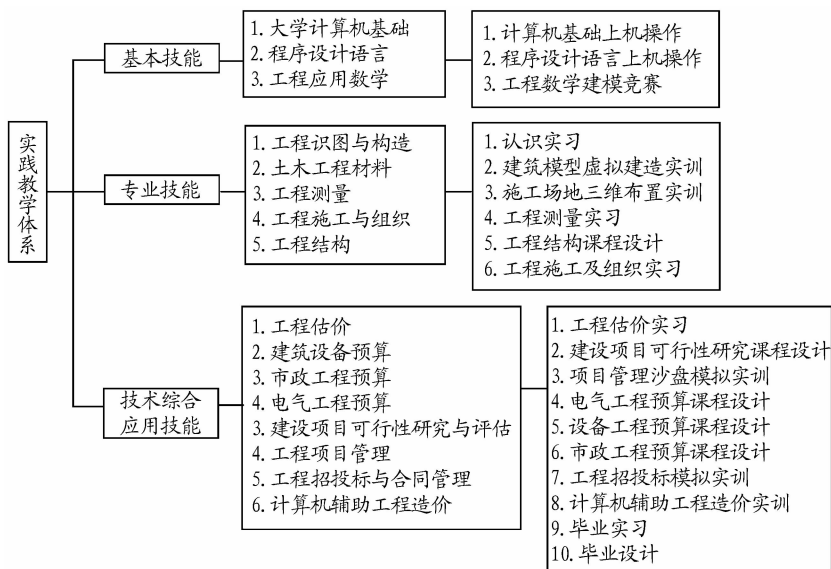 实践教学体系
基本技能
1. 大学计算机基础
2. 程序设计语言
3. 工程应用数学
1. 计算机基础上机操作
2. 程序设计语言上机操作
3. 工程数学建模竞赛
专业技能
1. 工程识图与构造
2. 土木工程材料
3. 工程测量
4. 工程施工与组织
5. 工程结构
1. 认识实习
2. 建筑模型虚拟建造实训
3. 施工场地三维布置实训
4. 工程测量实习
5. 工程结构课程设计
6. 工程施工及组织实习
技术综合
应用技能
1. 工程估价
2. 建筑设备预算
3. 市政工程预算
4. 电气工程预算
3. 建设项目可行性研究与评估
4. 工程项目管理
5. 工程招投标与合同管理
6. 计算机辅助工程造价
1. 工程估价实习
2. 建设项目可行性研究课程设计
3. 项目管理沙盘模拟实训
4. 电气工程预算课程设计
5. 设备工程预算课程设计
6. 市政工程预算课程设计
7. 工程招投标模拟实训
8. 计算机辅助工程造价实训
9. 毕业实习
10. 毕业设计